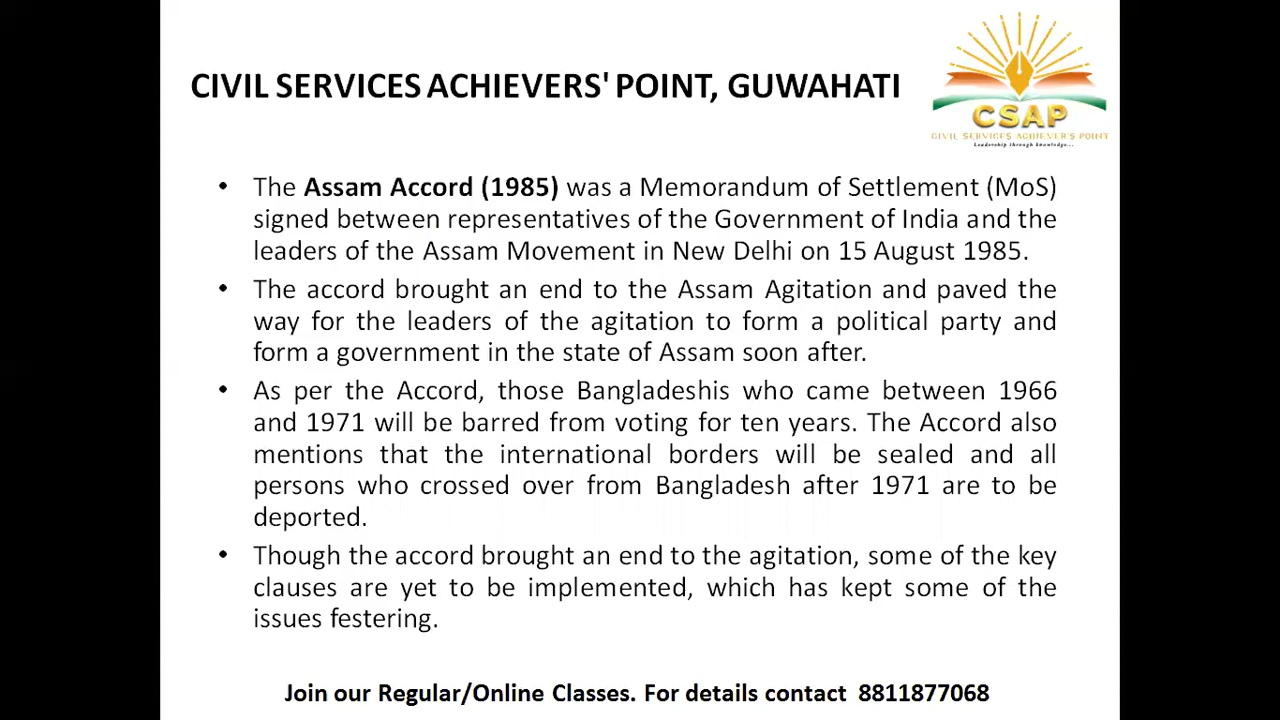 CIVIL SERVICES ACHIEVERS' POINT, GUWAHATI
CSAP
CIVIL SERVICES ACHIEVER'S POINT
Leadership through knowledge...
• The Assam Accord (1985) was a Memorandum of Settlement (MoS)
signed between representatives of the Government of India and the
leaders of the Assam Movement in New Delhi on 15 August 1985.
• The accord brought an end to the Assam Agitation and paved the
way for the leaders of the agitation to form a political party and
form a government in the state of Assam soon after.
• As per the Accord, those Bangladeshis who came between 1966
and 1971 will be barred from voting for ten years. The Accord also
mentions that the international borders will be sealed and all
persons who crossed over from Bangladesh after 1971 are to be
deported.
• Though the accord brought an end to the agitation, some of the key
clauses are yet to be implemented, which has kept some of the
issues festering.
Join our Regular/Online Classes. For details contact 8811877068